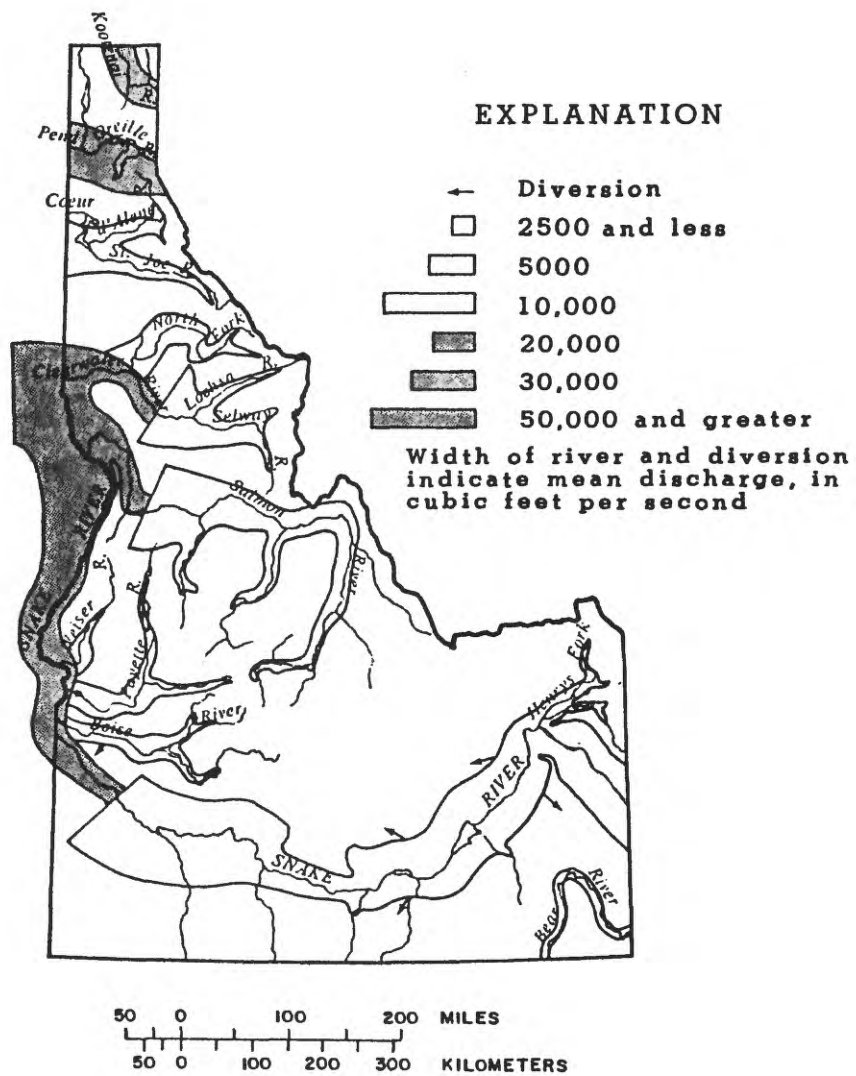 Kootenai
R.
Pend Oreille R.
R.
Cœur
d'Alene
St. Joe R.
North Fork
Clearwater
River
Lochsa R.
Selway
R.
Salmon
River
SNAKE RIVER
Weiser R.
Payette R.
Boise River
Henrys Fork
SNAKE RIVER
Bear River
EXPLANATION
Diversion
2500 and less
5000
10,000
20,000
30,000
50,000 and greater
Width of river and diversion
indicate mean discharge, in
cubic feet per second
50 0 100 200 MILES
50 0 100 200 300 KILOMETERS